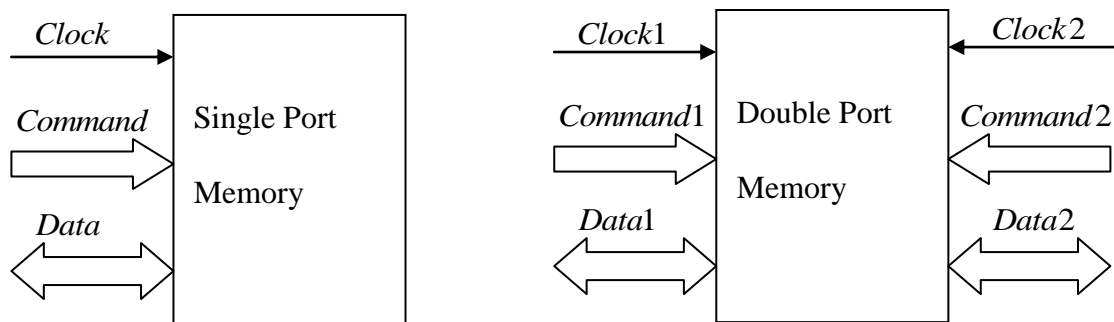 Clock
Command
Data
Single Port
Memory
Clock1
Command1
Data1
Double Port
Memory
Clock2
Command2
Data2